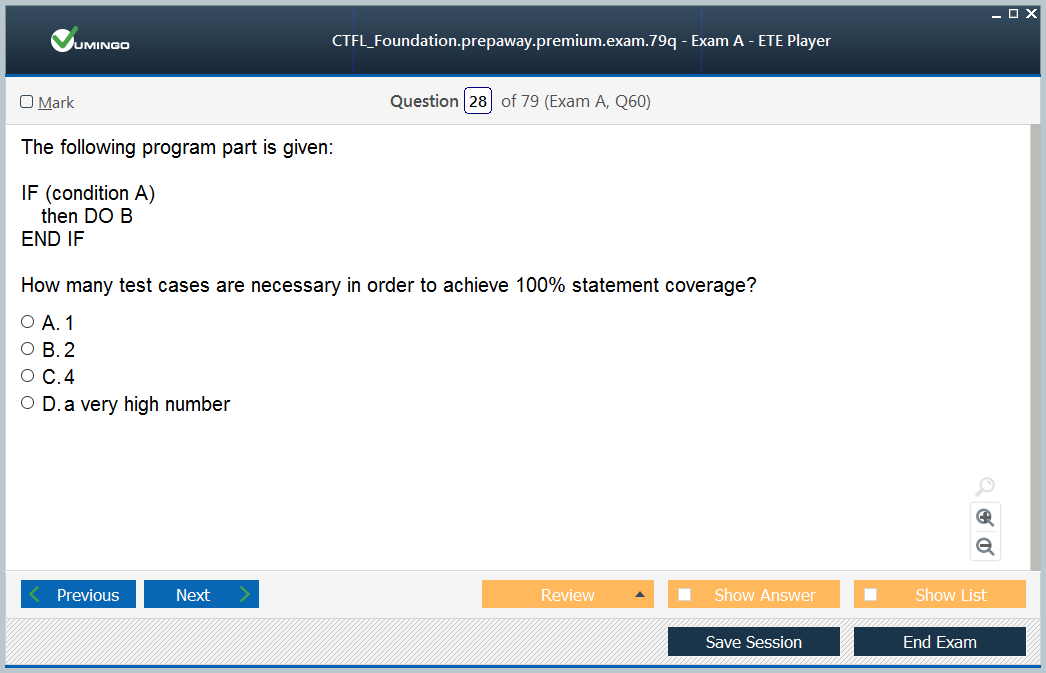 VUMINGO
CTFL_Foundation.prepaway.premium.exam.79q - Exam A - ETE Player
Mark
Question 28 of 79 (Exam A, Q60)
The following program part is given:
IF (condition A)
then DO B
END IF
How many test cases are necessary in order to achieve 100% statement coverage?
A. 1
B. 2
C. 4
D. a very high number
Previous
Next
Review
Show Answer
Show List
Save Session
End Exam